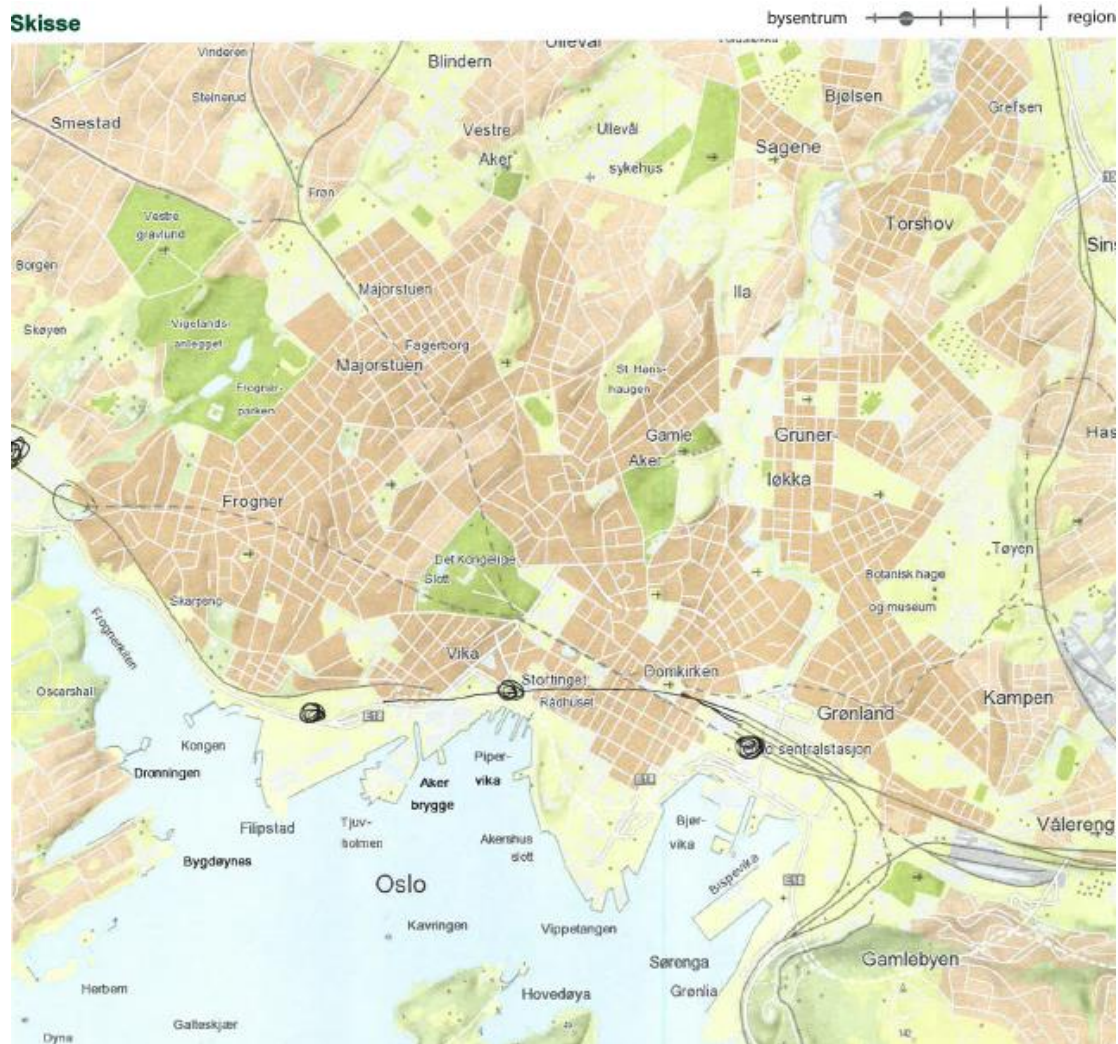 Skisse
bysentrum
region
Vinderen
Blindern
Ullevål
Steinerud
Bjølsen
Grefsen
Smestad
Vestre
Aker
Ullevål
sykehus
Sagene
Frøn
Vestre
gravlund
Torshov
Borgen
Majorstuen
Ila
Skøyen
Vigelands-
anlegget
Fagerborg
Majorstuen
St. Hans-
haugen
Frogner-
parken
Gamle
Aker
Gruner-
løkka
Frogner
Tøyen
Det Kongelige
Slott
Botanisk hage
og museum
Skarpsno
Frognerkilen
Vika
Domkirken
Stortinget
Kampen
Oscarshall
Rådhuset
Grønland
E18
sentralstasjon
Kongen
Dronningen
Piper-
vika
E18
Aker
brygge
Filipstad
Tjuv-
holmen
Bjør-
vika
Akershus
slott
Bygdøynes
Bispevika
Oslo
E18
Kavringen
Vippetangen
Sørenga
Gamlebyen
Herbern
Hovedøya
Grønlia
Galteskjær
Dyna
142